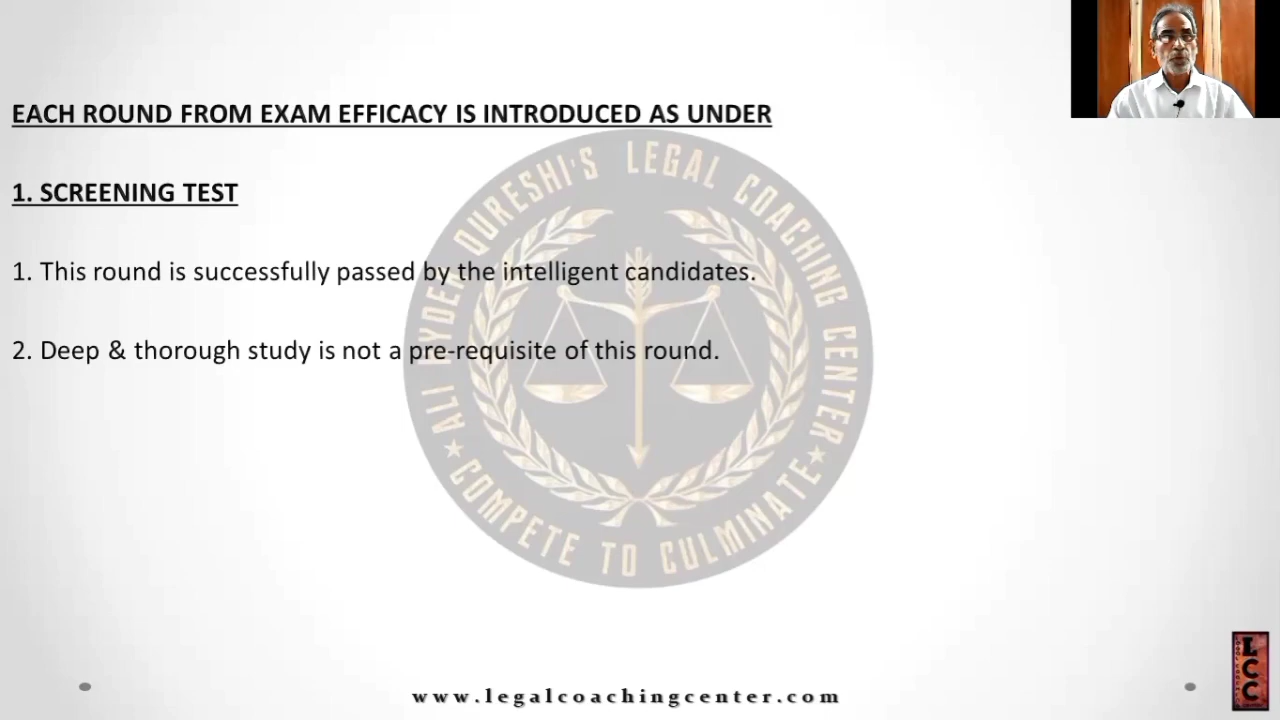 EACH ROUND FROM EXAM EFFICACY IS INTRODUCED AS UNDER
1. SCREENING TEST
1. This round is successfully passed by the intelligent candidates.
2. Deep & thorough study is not a pre-requisite of this round.
ALI HYDER QURESHI'S LEGAL COACHING CENTER
★ COMPETE TO CULMINATE ★
www.legalcoachingcenter.com
LCC